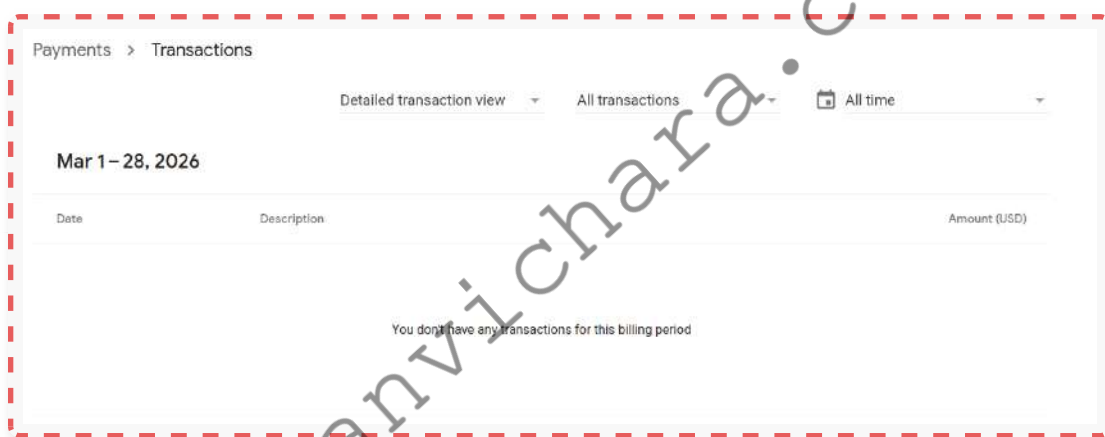 Payments > Transactions
Detailed transaction view All transactions All time
Mar 1 – 28, 2026
Date Description Amount (USD)
You don't have any transactions for this billing period
anvichara.c